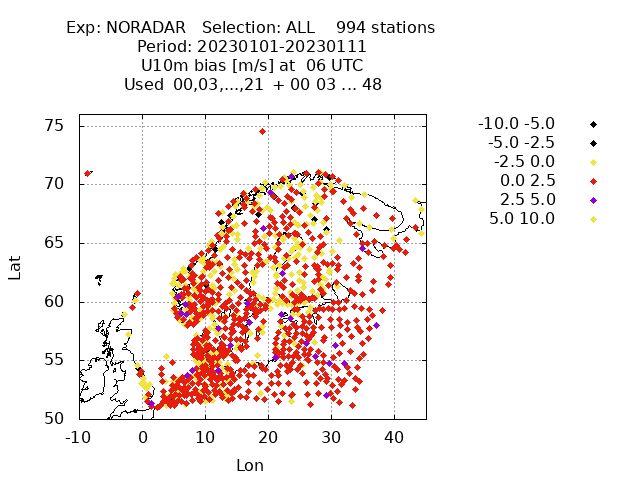 Exp: NORADAR Selection: ALL 994 stations
Period: 20230101-20230111
U10m bias [m/s] at 06 UTC
Used 00,03,...,21 + 00 03 ... 48
-10.0 -5.0
-5.0 -2.5
-2.5 0.0
0.0 2.5
2.5 5.0
5.0 10.0
75
70
65
60
55
50
Lat
-10 0 10 20 30 40
Lon